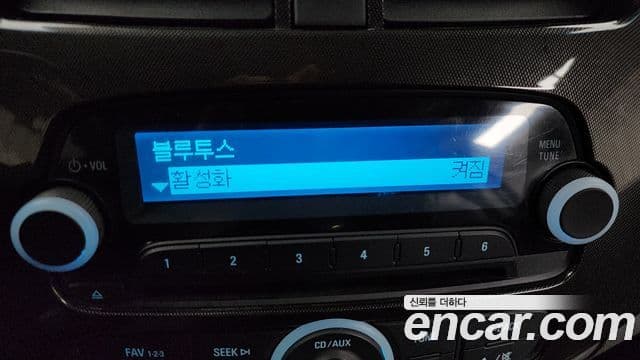 블루투스
활성화 켜짐
VOL
MENU
TUNE
1 2 3 4 5 6
신뢰를 더하다
encar.com
FAV 1-2-3
SEEK
CD/AUX